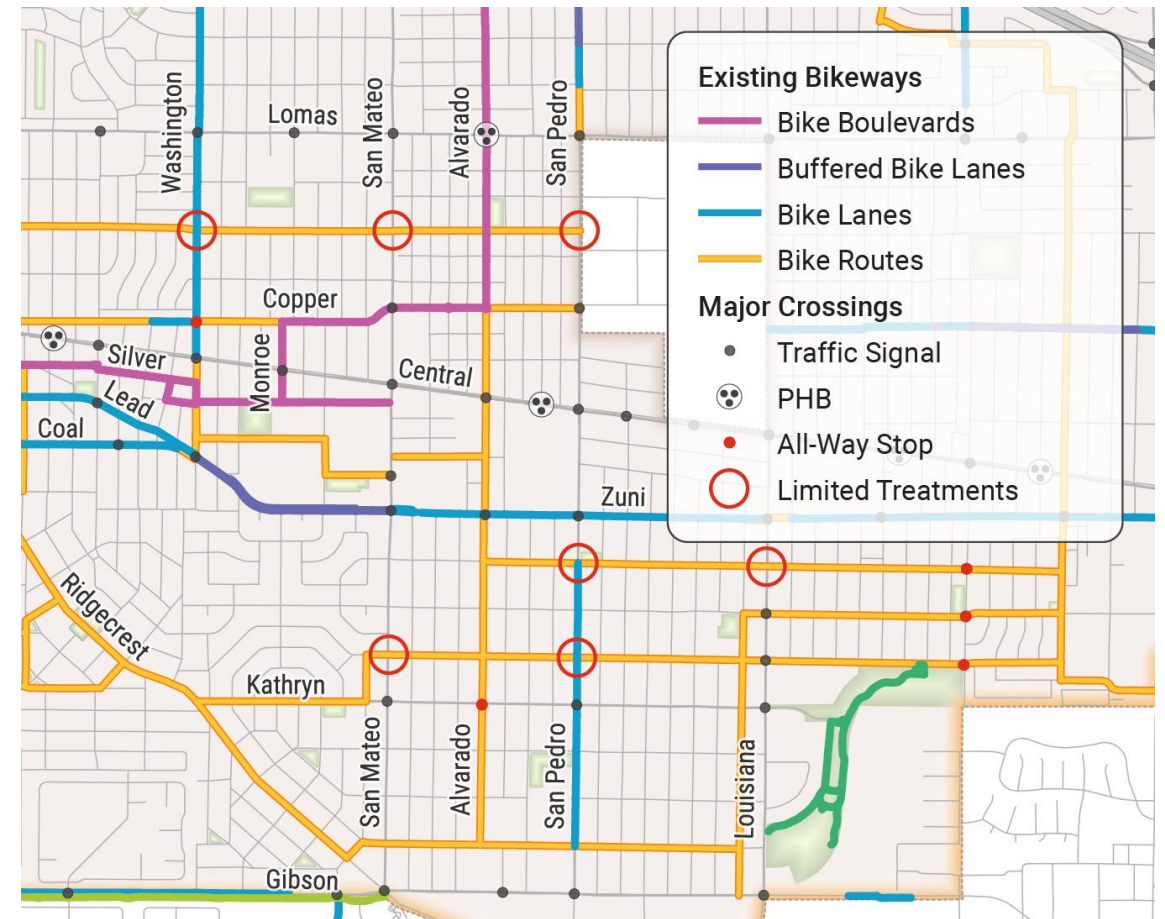 Washington
Lomas
San Mateo
Alvarado
San Pedro
Copper
Silver
Monroe
Central
Lead
Coal
Zuni
Ridgecrest
Kathryn
San Mateo
Alvarado
San Pedro
Louisiana
Gibson
Existing Bikeways
Bike Boulevards
Buffered Bike Lanes
Bike Lanes
Bike Routes
Major Crossings
Traffic Signal
PHB
All-Way Stop
Limited Treatments